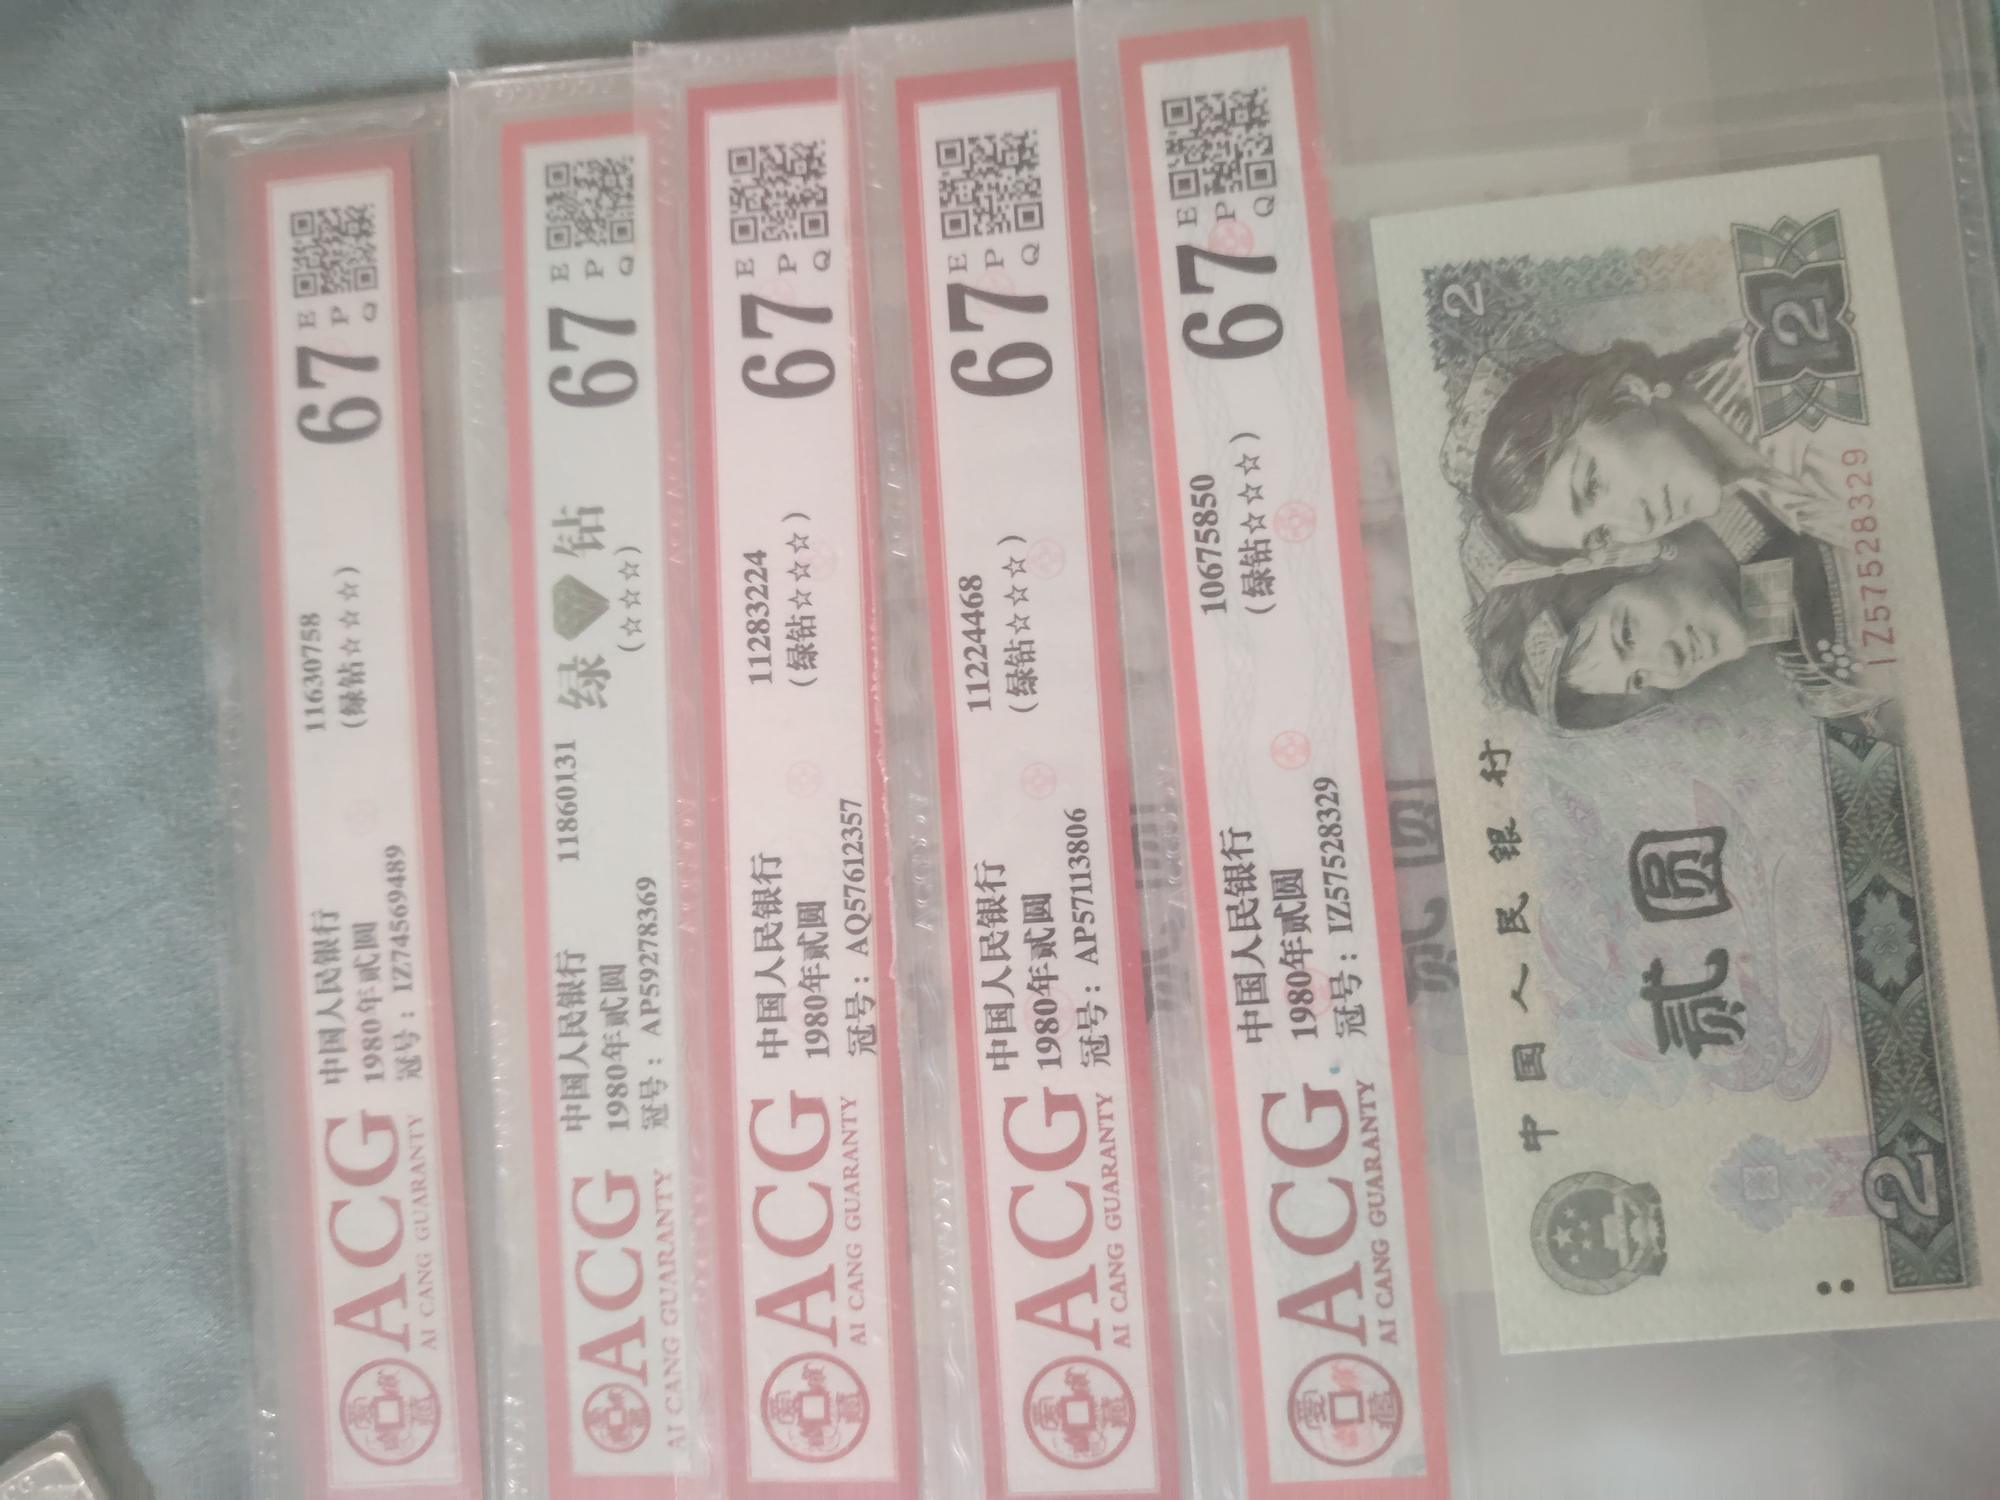 ACG
AI CANG GUARANTY
中国人民银行
1980年贰圆
冠号：IZ74569489
11630758
(绿钻☆☆☆☆)
67
E
P
Q
ACG
AI CANG GUARANTY
中国人民银行
1980年贰圆
冠号：AP59278369
11860131
绿钻
(☆☆☆☆)
67
E
P
Q
ACG
AI CANG GUARANTY
中国人民银行
1980年贰圆
冠号：AQ57612357
11283224
(绿钻☆☆☆☆)
67
E
P
Q
ACG
AI CANG GUARANTY
中国人民银行
1980年贰圆
冠号：AP57113806
11224468
(绿钻☆☆☆☆)
67
E
P
Q
爱藏
ACG
AI CANG GUARANTY
中国人民银行
1980年贰圆
冠号：IZ57528329
10675850
(绿钻☆☆☆)
67
E
P
Q
中国人民银行
2
贰圆
2
2
IZ57528329